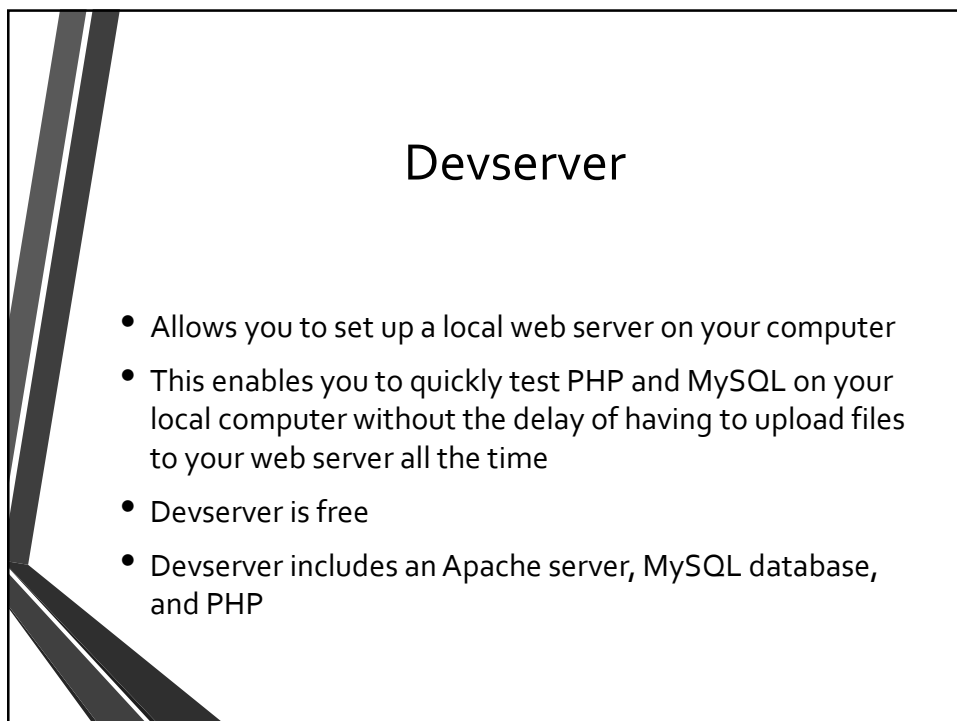 Devserver
• Allows you to set up a local web server on your computer
• This enables you to quickly test PHP and MySQL on your
local computer without the delay of having to upload files
to your web server all the time
• Devserver is free
• Devserver includes an Apache server, MySQL database,
and PHP